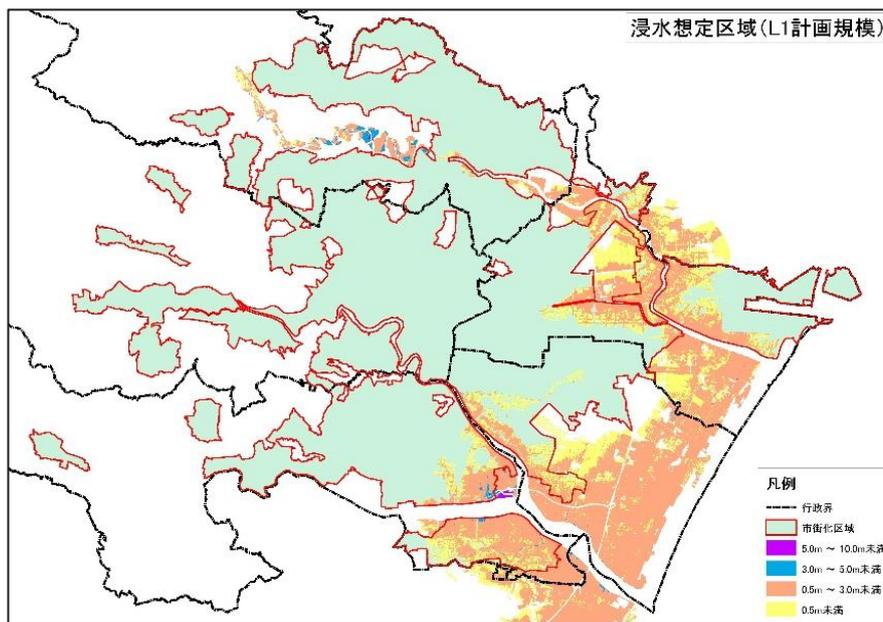 浸水想定区域(L1計画規模)
凡例
行政界
市街化区域
5.0m ～ 10.0m未満
3.0m ～ 5.0m未満
0.5m ～ 3.0m未満
0.5m未満